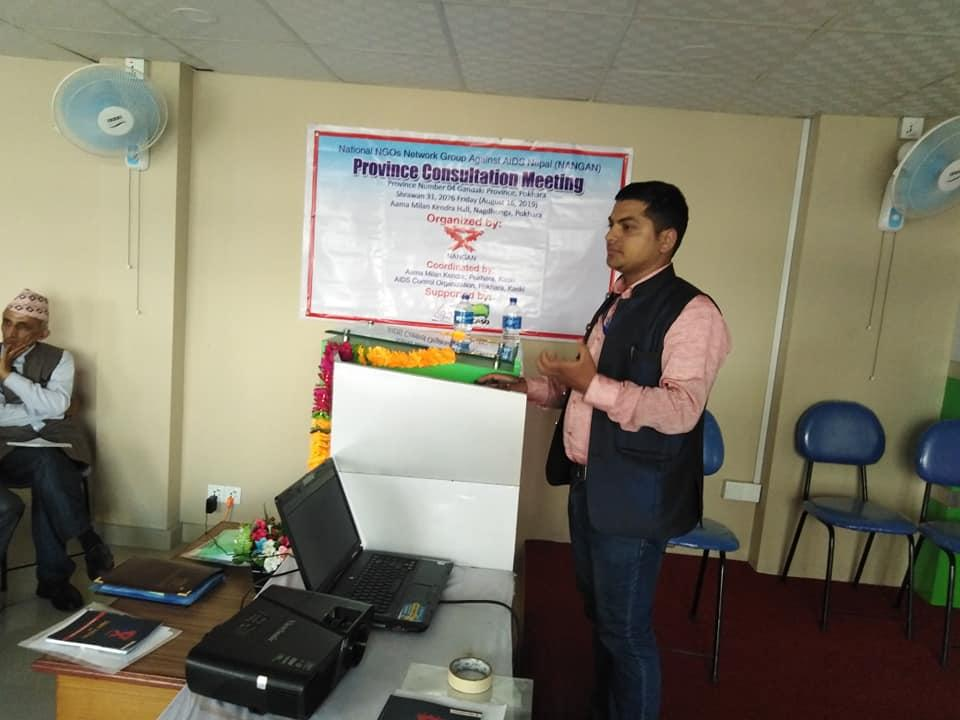 National NGOs Network Group Against AIDS Nepal (NANGAN)
Province Consultation Meeting
Province Number 04 Gandaki Province, Pokhara
Shrawan 31, 2076 Friday (August 16, 2019)
Aama Milan Kendra Hall, Nagdhunga, Pokhara
Organized by:
NANGAN
Coordinated by:
Aama Milan Kendra, Pokhara, Kaski
AIDS Control Organization, Pokhara, Kaski
Supported by: